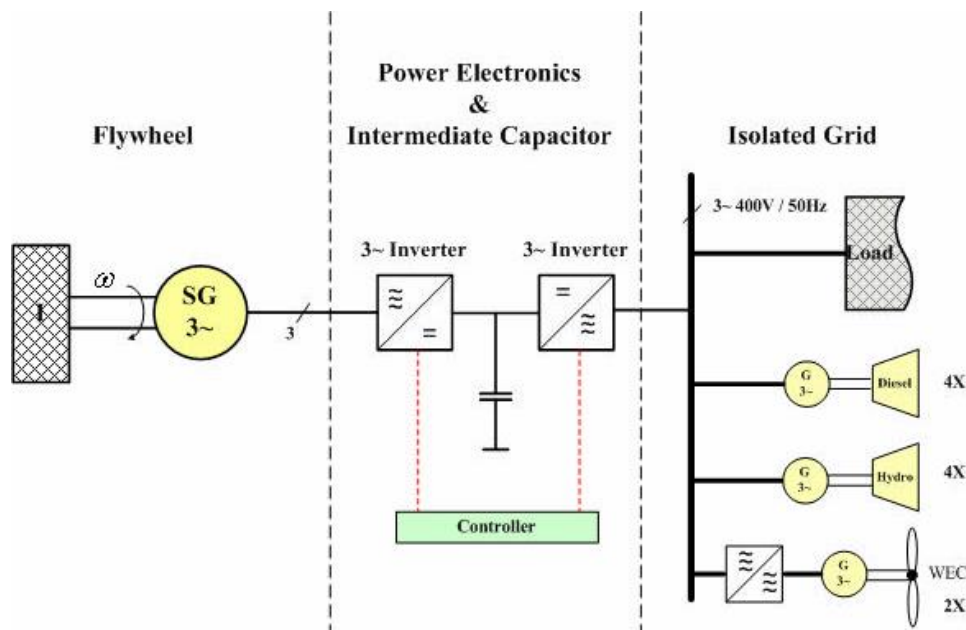 Flywheel
Power Electronics
&
Intermediate Capacitor
Isolated Grid
3~ 400V / 50Hz
Load
3~ Inverter
3~ Inverter
ω
I
SG
3~
3
≈
=
=
≈
G
3~
Diesel
4X
G
3~
Hydro
4X
Controller
G
3~
WEC
2X